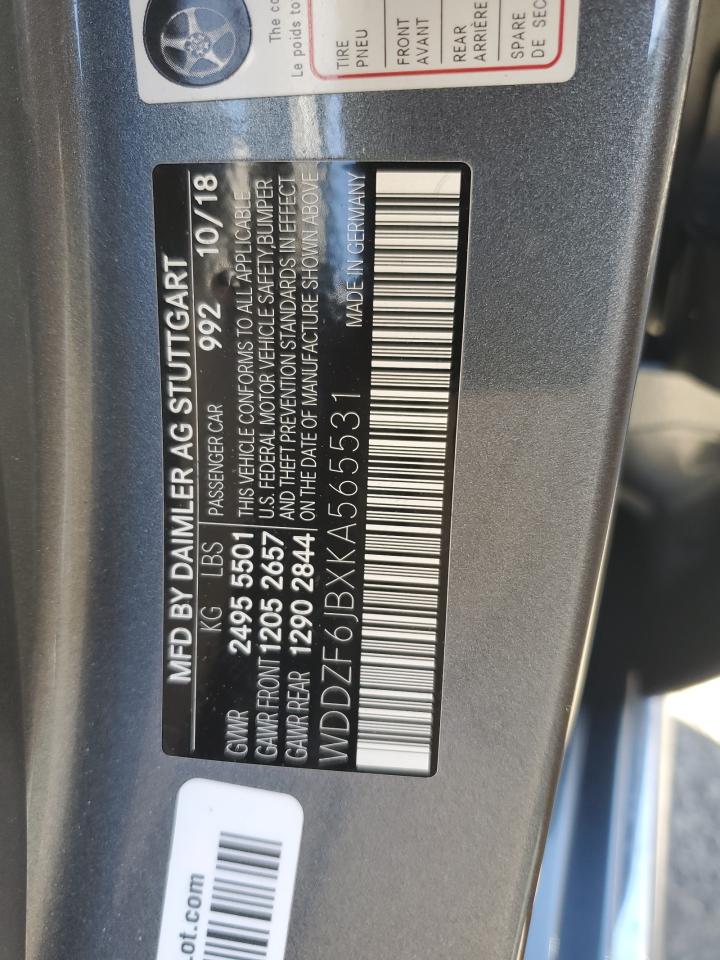 The co
Le poids to
TIRE
PNEU
FRONT
AVANT
REAR
ARRIÈRE
SPARE
DE SEC
MFD BY DAIMLER AG STUTTGART
KG LBS PASSENGER CAR 992 10/18
GVWR 2495 5501 THIS VEHICLE CONFORMS TO ALL APPLICABLE
GAWR FRONT 1205 2657 U.S. FEDERAL MOTOR VEHICLE SAFETY,BUMPER
GAWR REAR 1290 2844 AND THEFT PREVENTION STANDARDS IN EFFECT
ON THE DATE OF MANUFACTURE SHOWN ABOVE
WDDZF6JBXKA565531 MADE IN GERMANY
ot.com